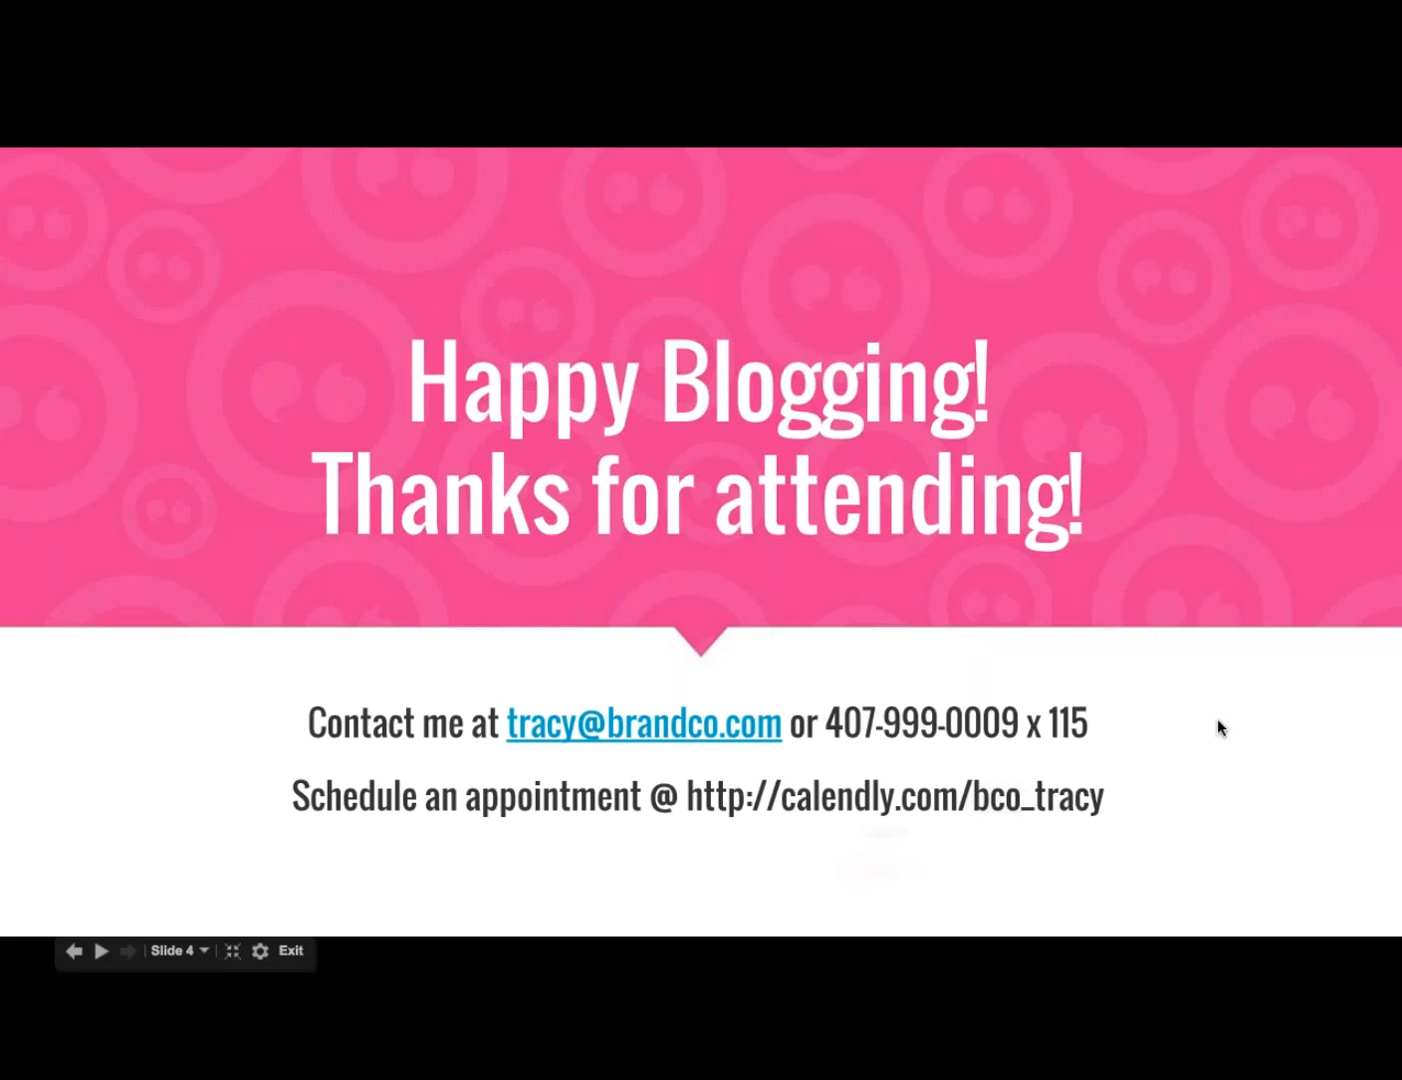 Happy Blogging!
Thanks for attending!
Contact me at tracy@brandco.com or 407-999-0009 x 115
Schedule an appointment @ http://calendly.com/bco_tracy
Slide 4
Exit